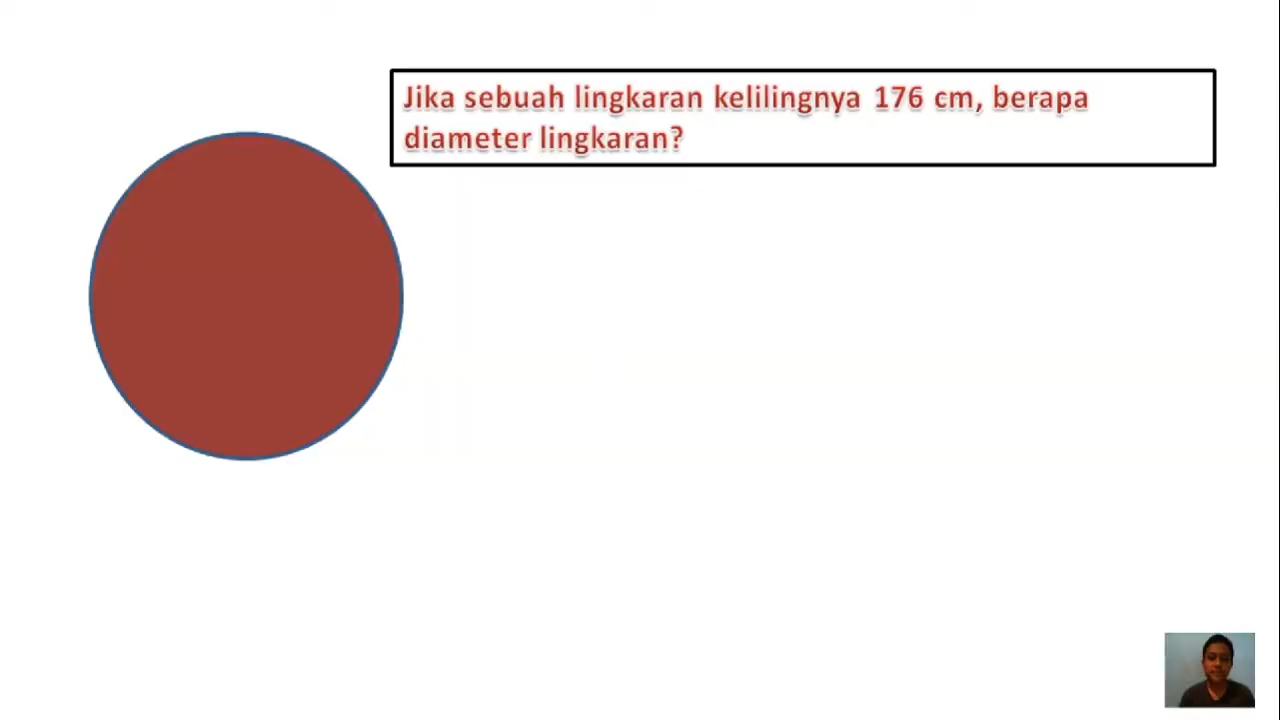 Jika sebuah lingkaran kelilingnya 176 cm, berapa
diameter lingkaran?